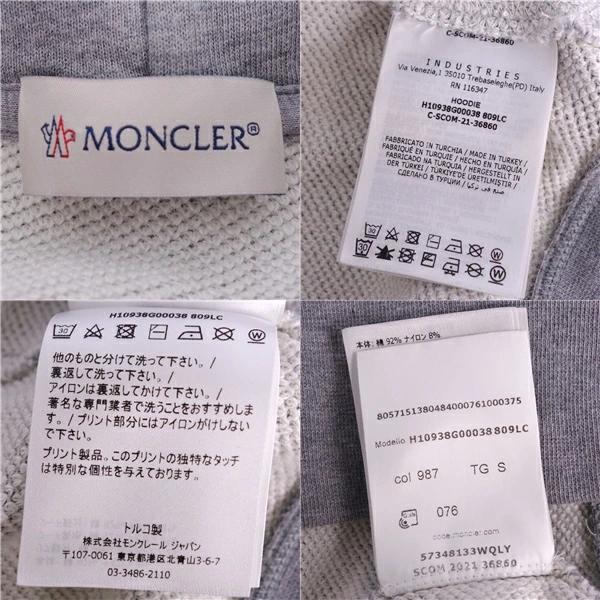 MONCLER®
C-SCOM-21-36860
INDUSTRIES
Via Venezia,1 35010 Trebaseleghe(PD) Italy
RN 116347
HOODIE
H10938G00038 809LC
C-SCOM-21-36860
FABBRICATO IN TURCHIA / MADE IN TURKEY
FABRIQUÉ EN TURQUIE / HECHO EN TURQUÍA
FABRICADO NA TURQUIA / HERGESTELLT IN
DER TÜRKEI / TÜRKİYE'DE ÜRETİLMİŞTİR /
СДЕЛАНО В ТУРЦИИ / صنع في تركيا
H10938G00038 809LC
他のものと分けて洗って下さい。/
裏返して洗って下さい。/
アイロンは裏返してかけて下さい。/
著名な専門業者で洗うことをおすすめしま
す。/ プリント部分にはアイロンがけしない
で下さい。
プリント製品。このプリントの独特なタッチ
は特別な個性を与えております。
トルコ製
株式会社モンクレール ジャパン
〒107-0061 東京都港区北青山3-6-7
03-3486-2110
本体: 綿 92% ナイロン 8%
8057151380484000761000375
Modello H10938G00038 809LC
col 987 TG S
076
code.moncler.com
57348133WQLY
SCOM 2021 36860